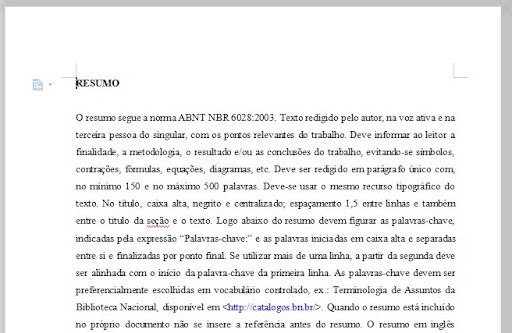 RESUMO
O resumo segue a norma ABNT NBR 6028:2003. Texto redigido pelo autor, na voz ativa e na
terceira pessoa do singular, com os pontos relevantes do trabalho. Deve informar ao leitor a
finalidade, a metodologia, o resultado e/ou as conclusões do trabalho, evitando-se símbolos,
contrações, fórmulas, equações, diagramas, etc. Deve ser redigido em parágrafo único com,
no mínimo 150 e no máximo 500 palavras. Deve-se usar o mesmo recurso tipográfico do
texto. No título, caixa alta, negrito e centralizado; espaçamento 1,5 entre linhas e também
entre o titulo da seção e o texto. Logo abaixo do resumo devem figurar as palavras-chave,
indicadas pela expressão “Palavras-chave:” e as palavras iniciadas em caixa alta e separadas
entre si e finalizadas por ponto final. Se utilizar mais de uma linha, a partir da segunda deve
ser alinhada com o início da palavra-chave da primeira linha. As palavras-chave devem ser
preferencialmente escolhidas em vocabulário controlado, ex.: Terminologia de Assuntos da
Biblioteca Nacional, disponível em <http://catalogos.bn.br/>. Quando o resumo está incluído
no próprio documento não se insere a referência antes do resumo. O resumo em inglês